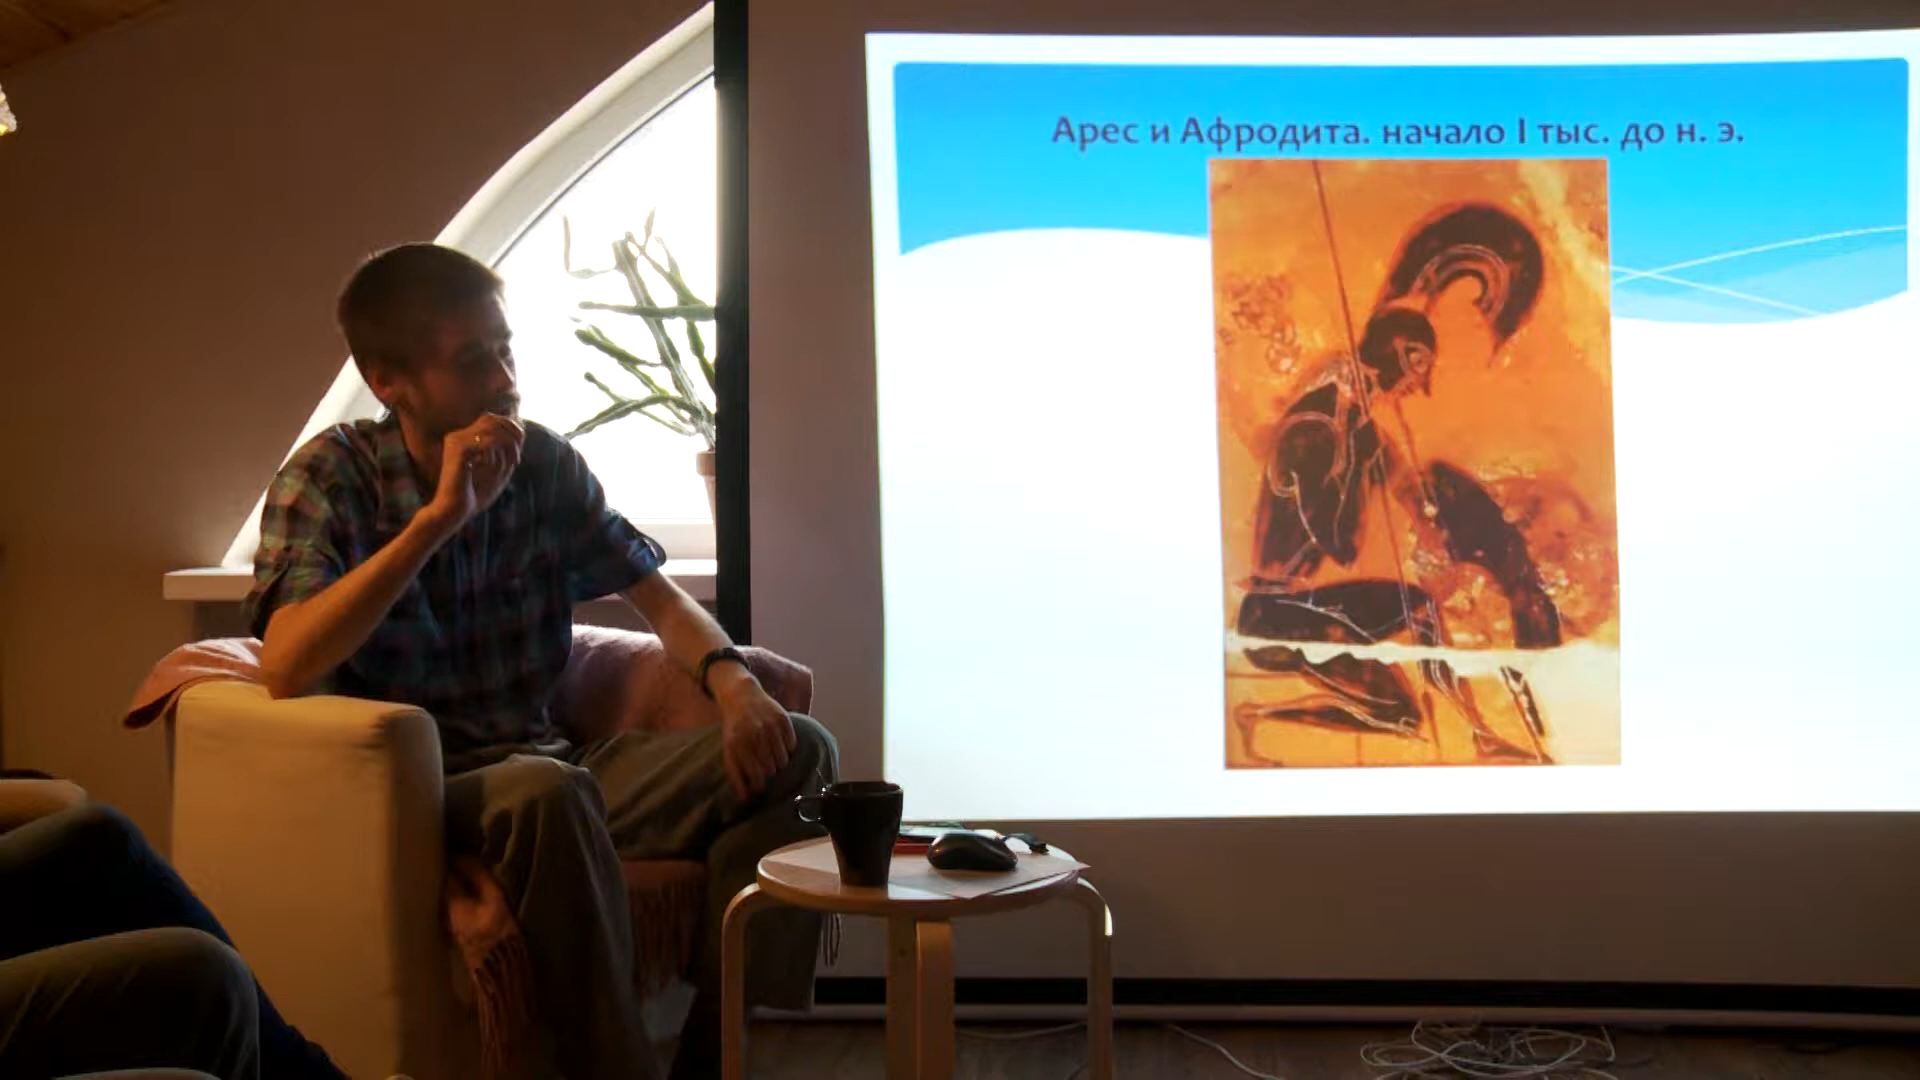 Арес и Афродита. начало I тыс. до н. э.